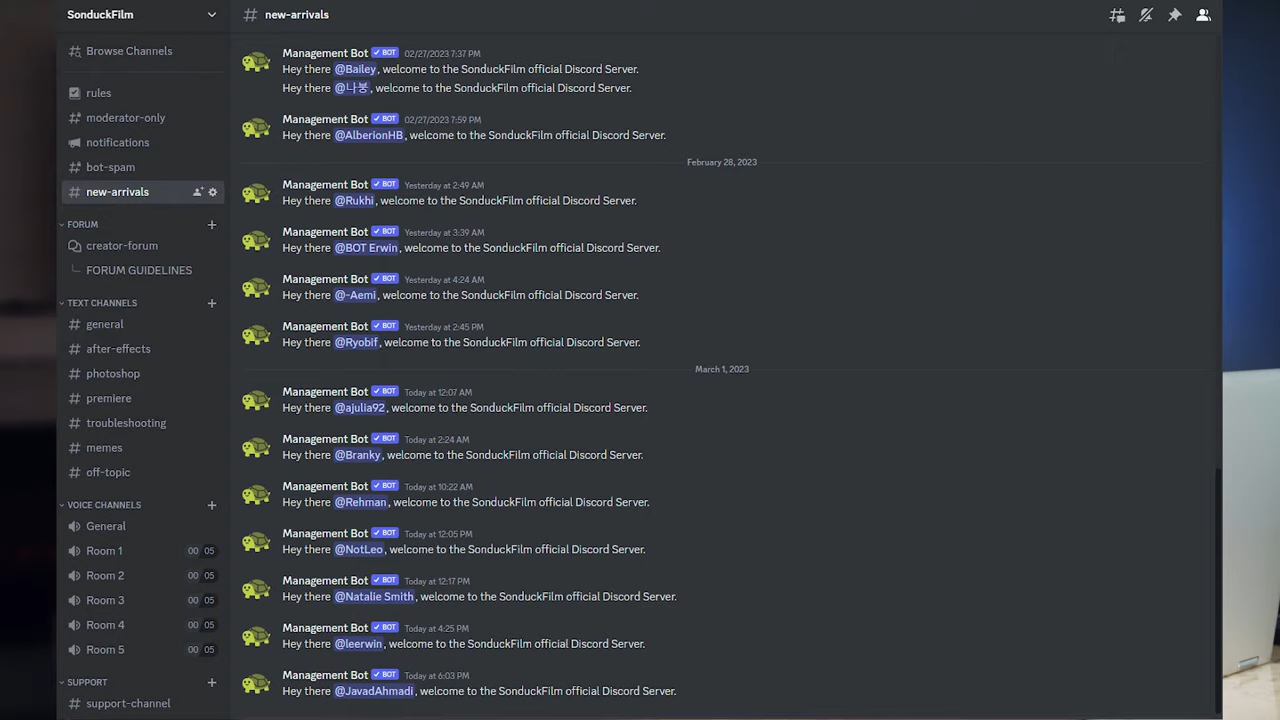 SonduckFilm
Browse Channels
rules
moderator-only
notifications
bot-spam
new-arrivals
FORUM
creator-forum
FORUM GUIDELINES
TEXT CHANNELS
general
after-effects
photoshop
premiere
troubleshooting
memes
off-topic
VOICE CHANNELS
General
Room 1 00 05
Room 2 00 05
Room 3 00 05
Room 4 00 05
Room 5 00 05
SUPPORT
support-channel
new-arrivals
Management Bot BOT 02/27/2023 7:37 PM
Hey there @Bailey, welcome to the SonduckFilm official Discord Server.
Hey there @나봉, welcome to the SonduckFilm official Discord Server.
Management Bot BOT 02/27/2023 7:59 PM
Hey there @AlberionHB, welcome to the SonduckFilm official Discord Server.
February 28, 2023
Management Bot BOT Yesterday at 2:49 AM
Hey there @Rukhi, welcome to the SonduckFilm official Discord Server.
Management Bot BOT Yesterday at 3:39 AM
Hey there @BOT Erwin, welcome to the SonduckFilm official Discord Server.
Management Bot BOT Yesterday at 4:24 AM
Hey there @-Aemi, welcome to the SonduckFilm official Discord Server.
Management Bot BOT Yesterday at 2:45 PM
Hey there @Ryobif, welcome to the SonduckFilm official Discord Server.
March 1, 2023
Management Bot BOT Today at 12:07 AM
Hey there @ajulia92, welcome to the SonduckFilm official Discord Server.
Management Bot BOT Today at 2:24 AM
Hey there @Branky, welcome to the SonduckFilm official Discord Server.
Management Bot BOT Today at 10:22 AM
Hey there @Rehman, welcome to the SonduckFilm official Discord Server.
Management Bot BOT Today at 12:05 PM
Hey there @NotLeo, welcome to the SonduckFilm official Discord Server.
Management Bot BOT Today at 12:17 PM
Hey there @Natalie Smith, welcome to the SonduckFilm official Discord Server.
Management Bot BOT Today at 4:25 PM
Hey there @leerwin, welcome to the SonduckFilm official Discord Server.
Management Bot BOT Today at 6:03 PM
Hey there @JavadAhmadi, welcome to the SonduckFilm official Discord Server.